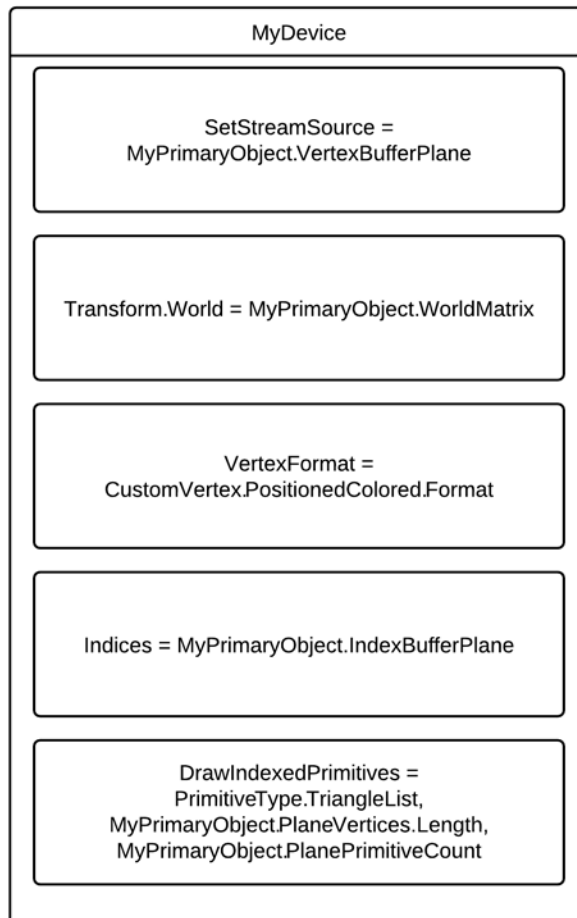 MyDevice
SetStreamSource =
MyPrimaryObject.VertexBufferPlane
Transform.World = MyPrimaryObject.WorldMatrix
VertexFormat =
CustomVertex.PositionedColored.Format
Indices = MyPrimaryObject.IndexBufferPlane
DrawIndexedPrimitives =
PrimitiveType.TriangleList,
MyPrimaryObject.PlaneVertices.Length,
MyPrimaryObject.PlanePrimitiveCount